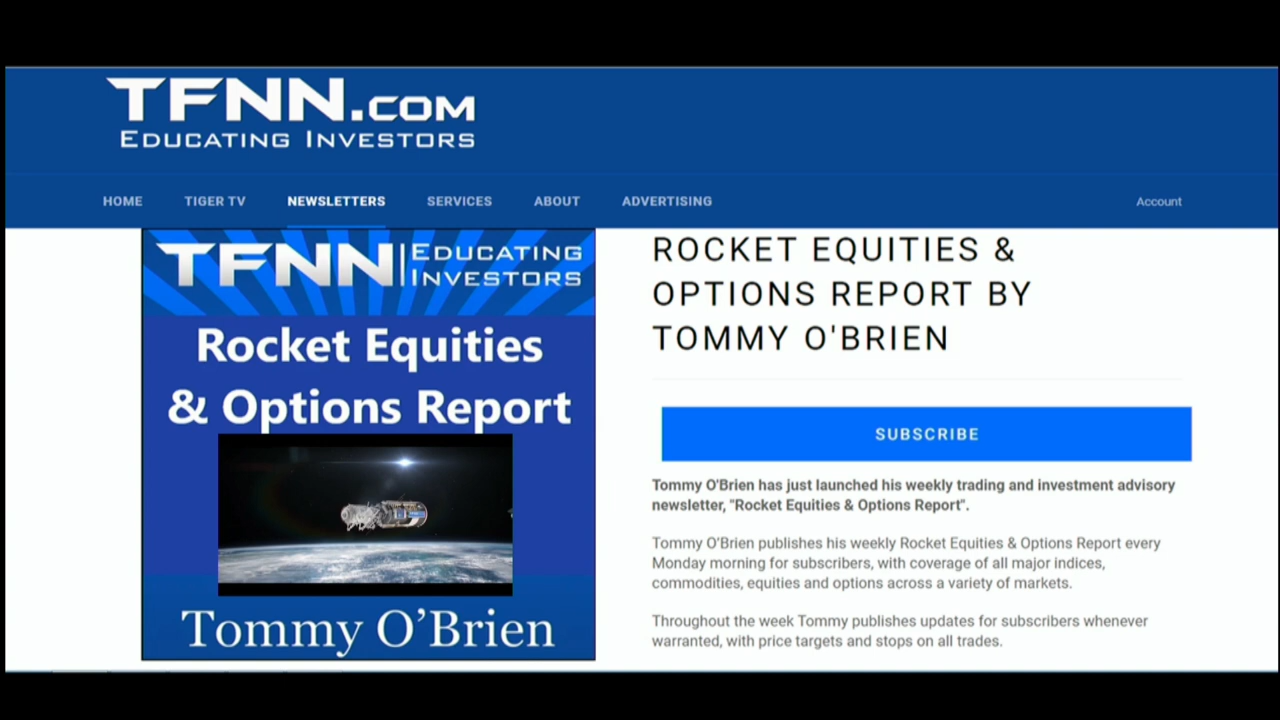 TFNN.COM
EDUCATING INVESTORS
HOME TIGER TV NEWSLETTERS SERVICES ABOUT ADVERTISING Account
TFNN|EDUCATING
INVESTORS
Rocket Equities
& Options Report
Tommy O’Brien
ROCKET EQUITIES &
OPTIONS REPORT BY
TOMMY O'BRIEN
SUBSCRIBE
Tommy O'Brien has just launched his weekly trading and investment advisory
newsletter, "Rocket Equities & Options Report".
Tommy O'Brien publishes his weekly Rocket Equities & Options Report every
Monday morning for subscribers, with coverage of all major indices,
commodities, equities and options across a variety of markets.
Throughout the week Tommy publishes updates for subscribers whenever
warranted, with price targets and stops on all trades.